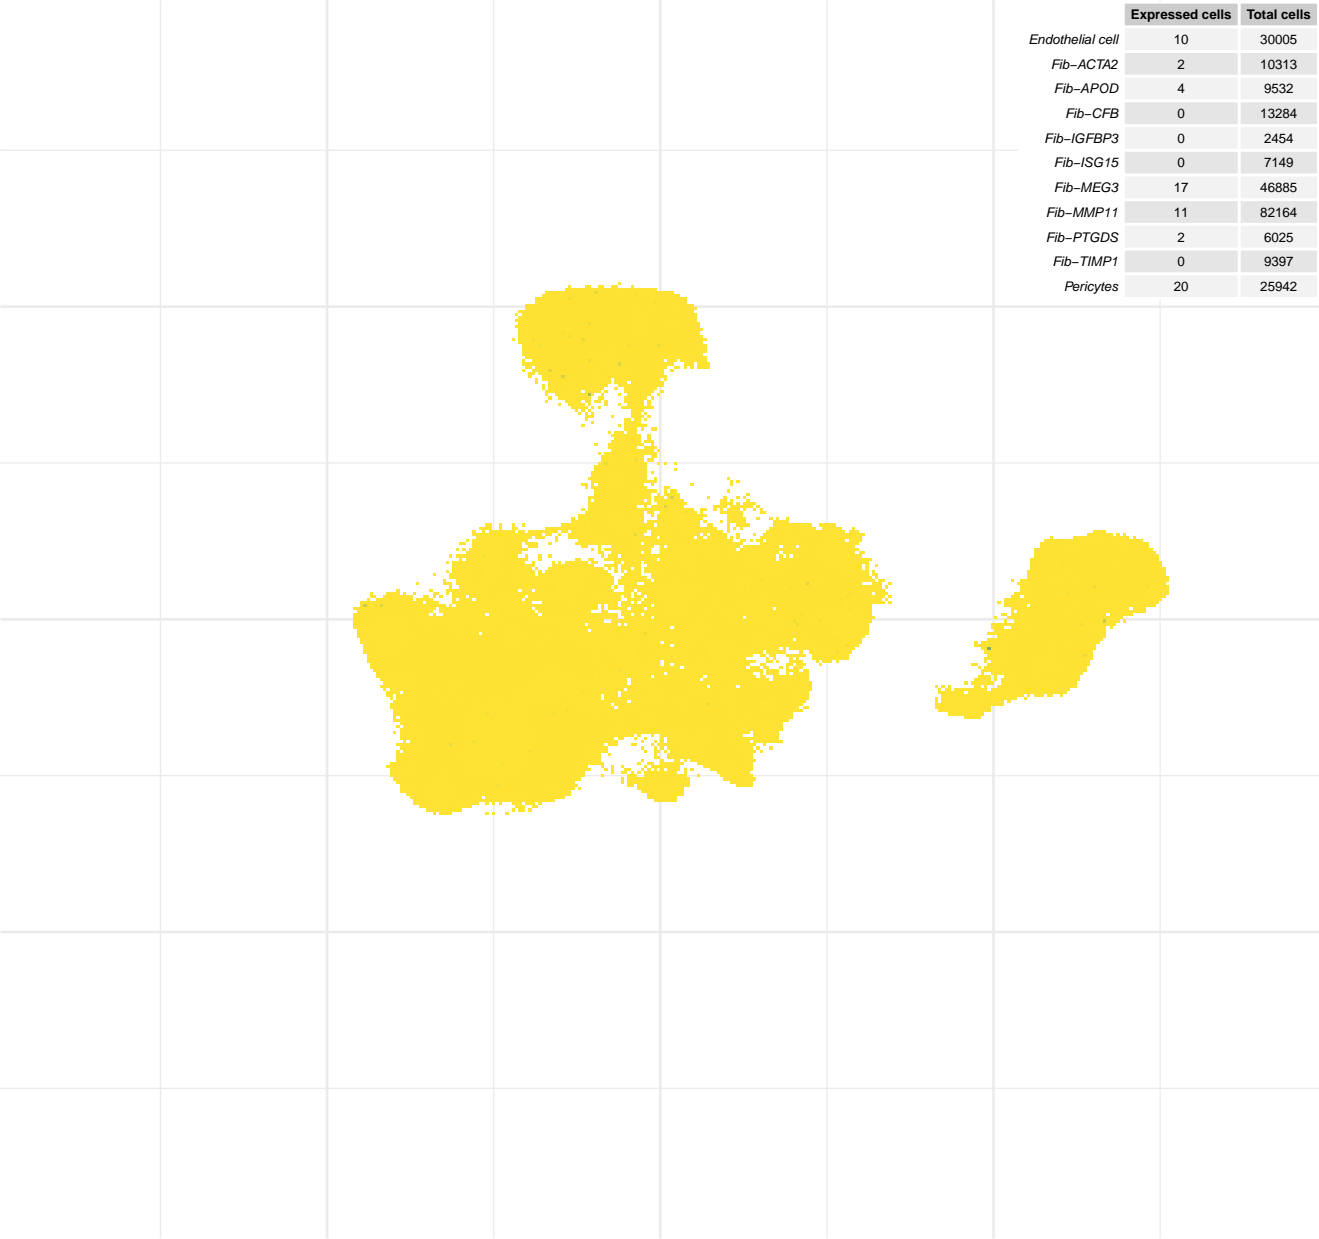 Expressed cells Total cells
Endothelial cell 10 30005
Fib−ACTA2 2 10313
Fib−APOD 4 9532
Fib−CFB 0 13284
Fib−IGFBP3 0 2454
Fib−ISG15 0 7149
Fib−MEG3 17 46885
Fib−MMP11 11 82164
Fib−PTGDS 2 6025
Fib−TIMP1 0 9397
Pericytes 20 25942